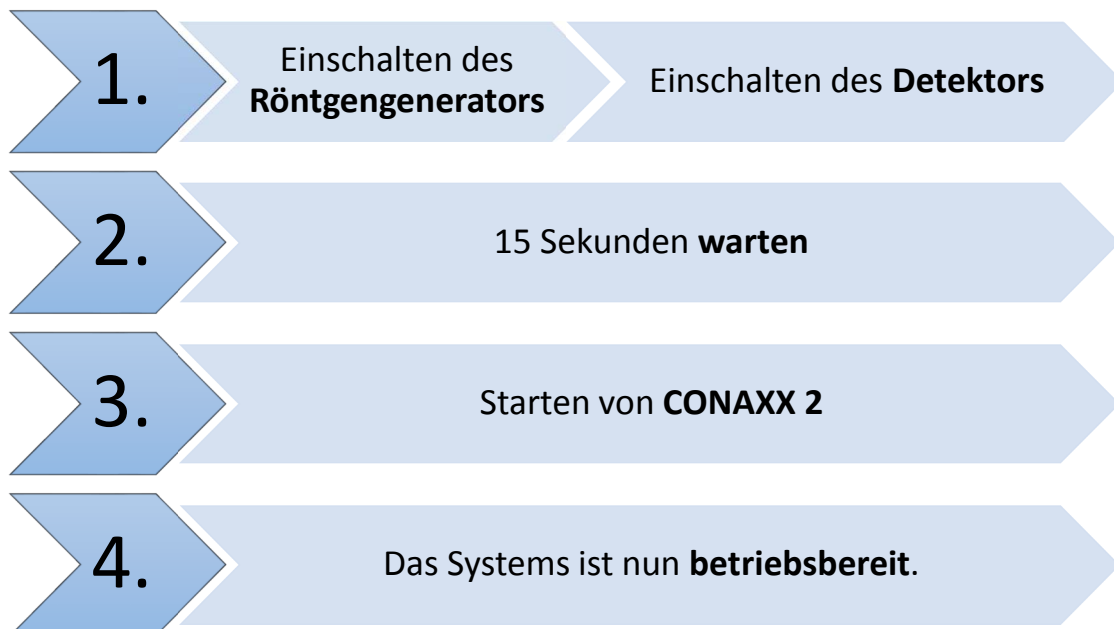 1.
Einschalten des
Röntgengenerators
Einschalten des Detektors
2.
15 Sekunden warten
3.
Starten von CONAXX 2
4.
Das Systems ist nun betriebsbereit.